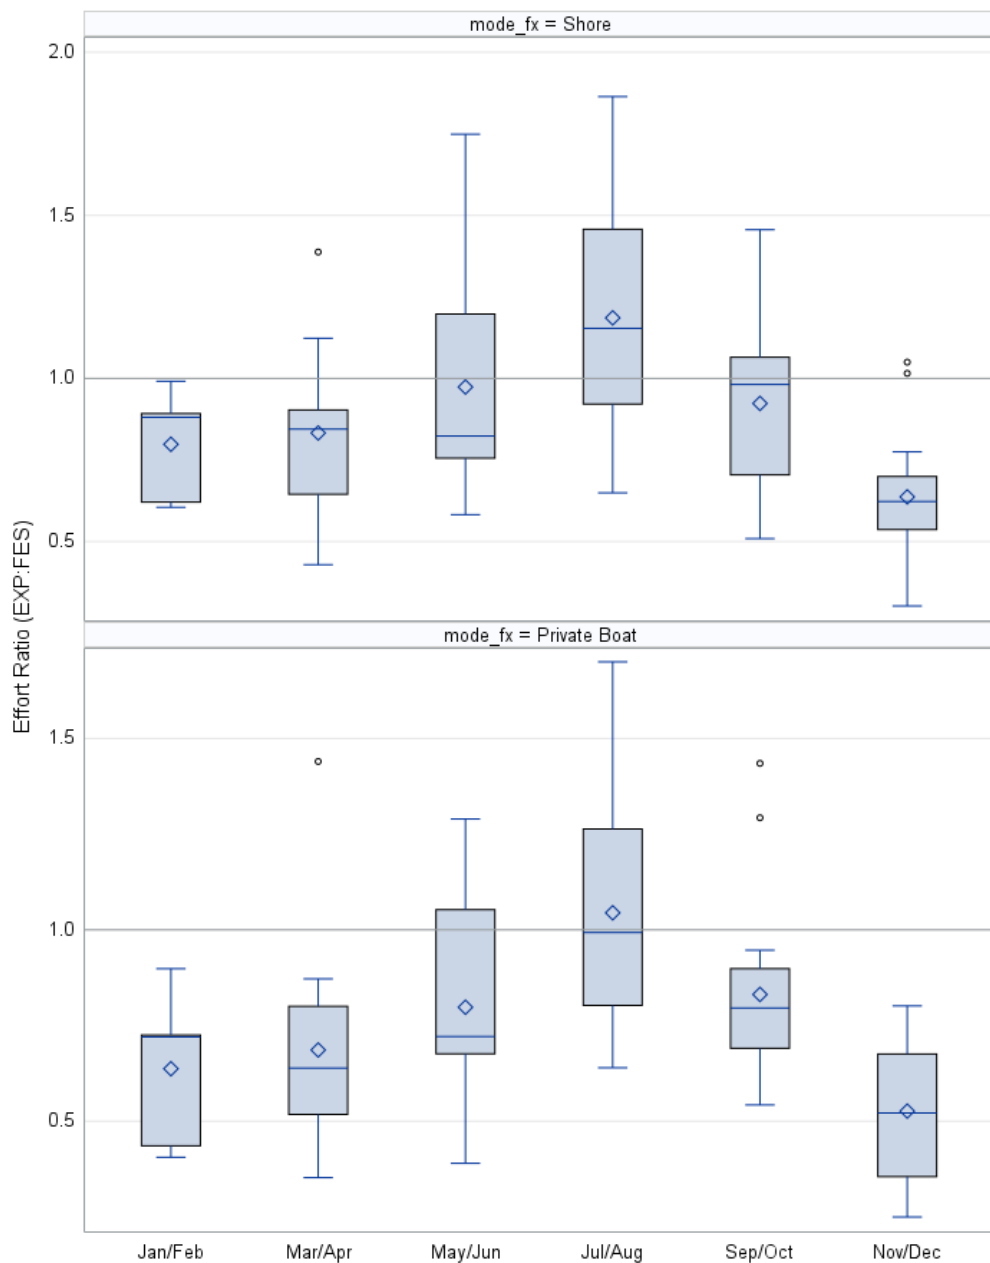 mode_fx = Shore
2.0
1.5
1.0
0.5
Effort Ratio (EXP:FES)
mode_fx = Private Boat
1.5
1.0
0.5
Jan/Feb Mar/Apr May/Jun Jul/Aug Sep/Oct Nov/Dec